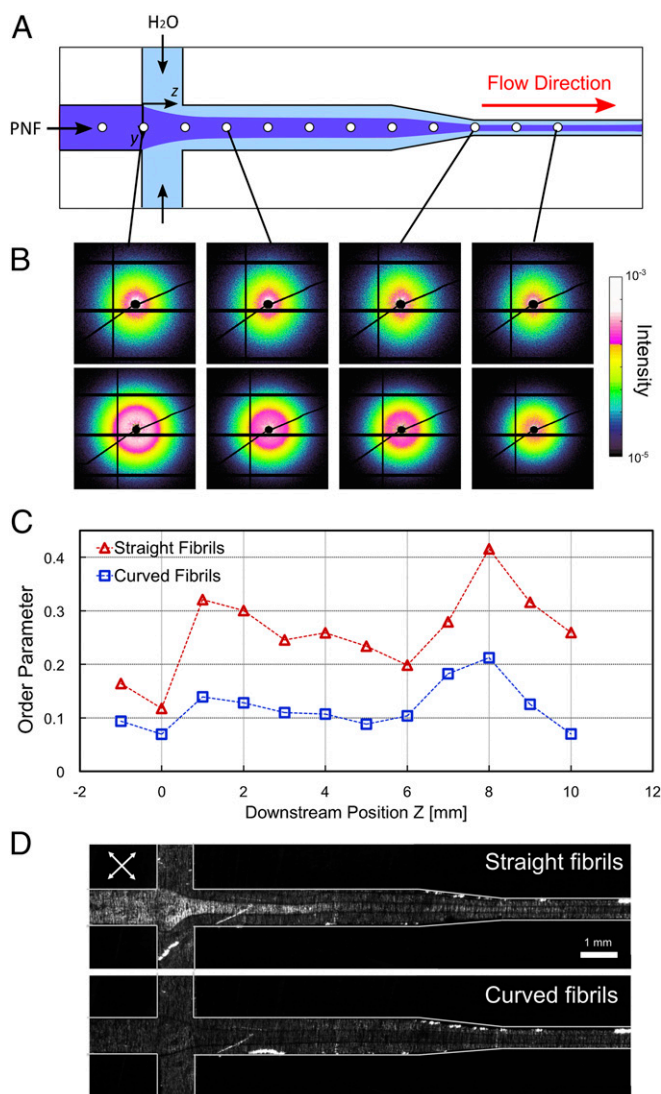 A
H₂O
z
Flow Direction
PNF
y
B
10⁻³
Intensity
10⁻⁵
C
Straight Fibrils
Curved Fibrils
Order Parameter
0.4
0.3
0.2
0.1
0
-2
0
2
4
6
8
10
12
Downstream Position Z [mm]
D
Straight fibrils
1 mm
Curved fibrils